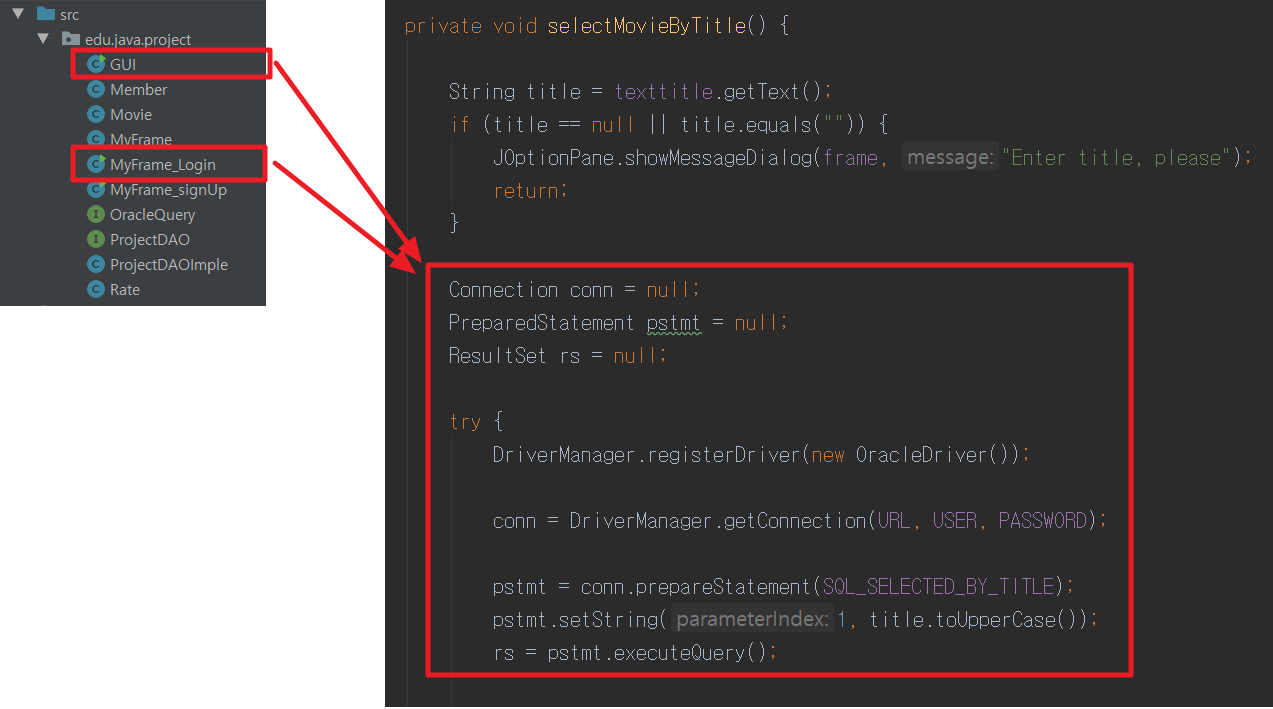 src
edu.java.project
GUI
Member
Movie
MyFrame
MyFrame_Login
MyFrame_signUp
OracleQuery
ProjectDAO
ProjectDAOImple
Rate
private void selectMovieByTitle() {
String title = texttitle.getText();
if (title == null || title.equals("")) {
JOptionPane.showMessageDialog(frame, message: "Enter title, please");
return;
}
Connection conn = null;
PreparedStatement pstmt = null;
ResultSet rs = null;
try {
DriverManager.registerDriver(new OracleDriver());
conn = DriverManager.getConnection(URL, USER, PASSWORD);
pstmt = conn.prepareStatement(SQL_SELECTED_BY_TITLE);
pstmt.setString( parameterIndex: 1, title.toUpperCase());
rs = pstmt.executeQuery();